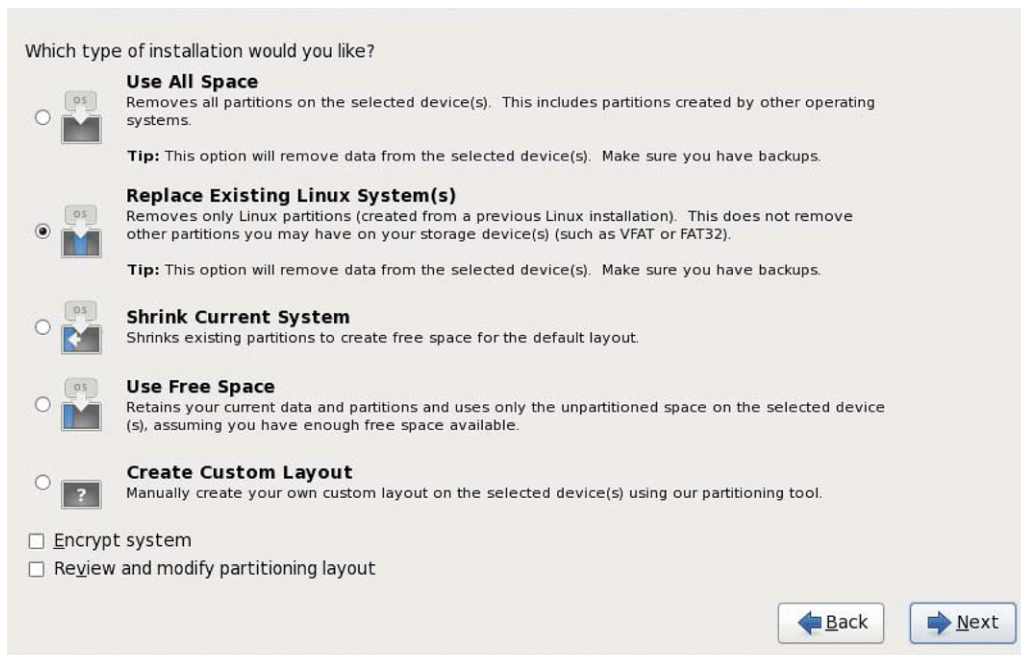 Which type of installation would you like?
OS
Use All Space
Removes all partitions on the selected device(s). This includes partitions created by other operating
systems.
Tip: This option will remove data from the selected device(s). Make sure you have backups.
OS
Replace Existing Linux System(s)
Removes only Linux partitions (created from a previous Linux installation). This does not remove
other partitions you may have on your storage device(s) (such as VFAT or FAT32).
Tip: This option will remove data from the selected device(s). Make sure you have backups.
OS
Shrink Current System
Shrinks existing partitions to create free space for the default layout.
OS
Use Free Space
Retains your current data and partitions and uses only the unpartitioned space on the selected device
(s), assuming you have enough free space available.
?
Create Custom Layout
Manually create your own custom layout on the selected device(s) using our partitioning tool.
Encrypt system
Review and modify partitioning layout
Back Next